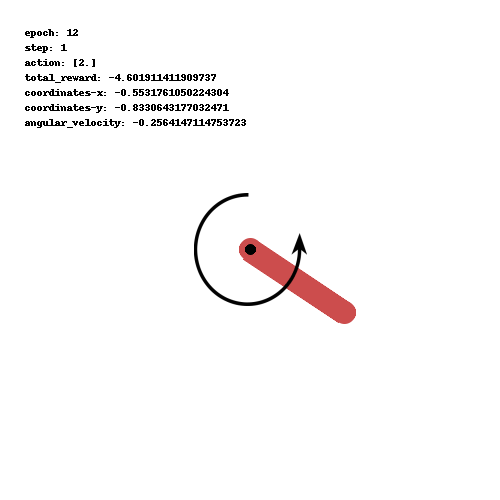 epoch: 12
step: 1
action: [2.]
total_reward: -4.601911411909737
coordinates-x: -0.5531761050224304
coordinates-y: -0.8330643177032471
angular_velocity: -0.2564147114753723